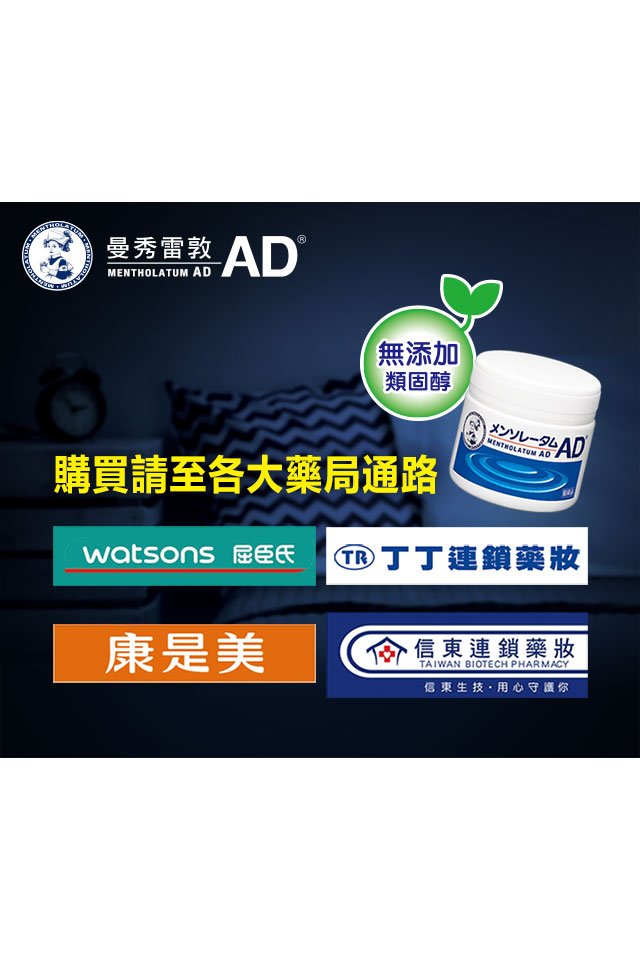 MENTHOLATUM
曼秀雷敦 AD®
MENTHOLATUM AD
無添加
類固醇
メンソレータム AD
MENTHOLATUM AD
購買請至各大藥局通路
watsons 屈臣氏
TR 丁丁連鎖藥妝
康是美
信東連鎖藥妝
TAIWAN BIOTECH PHARMACY
信東生技・用心守護你